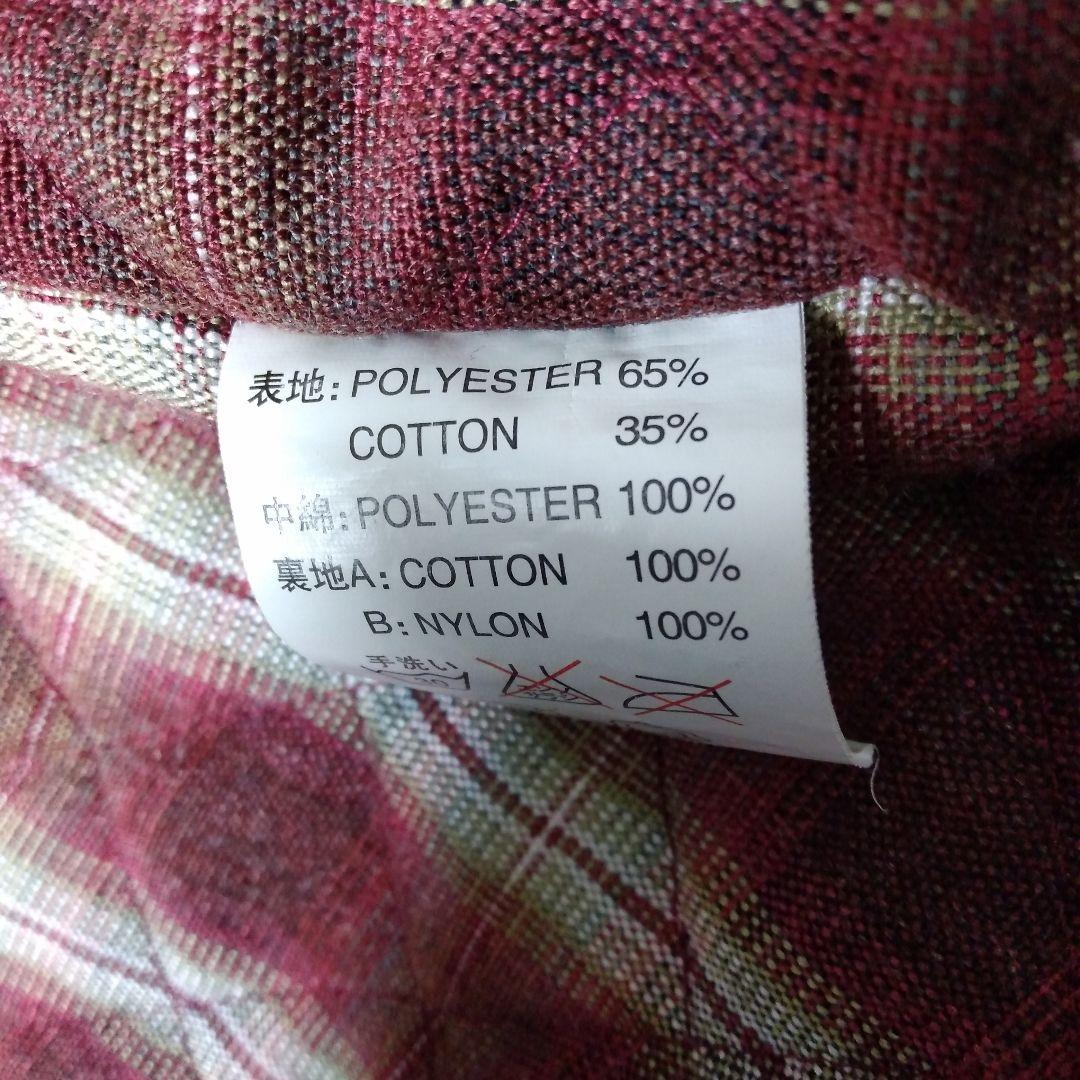 表地: POLYESTER 65%
COTTON 35%
中綿: POLYESTER 100%
裏地A: COTTON 100%
B: NYLON 100%
手洗い
30